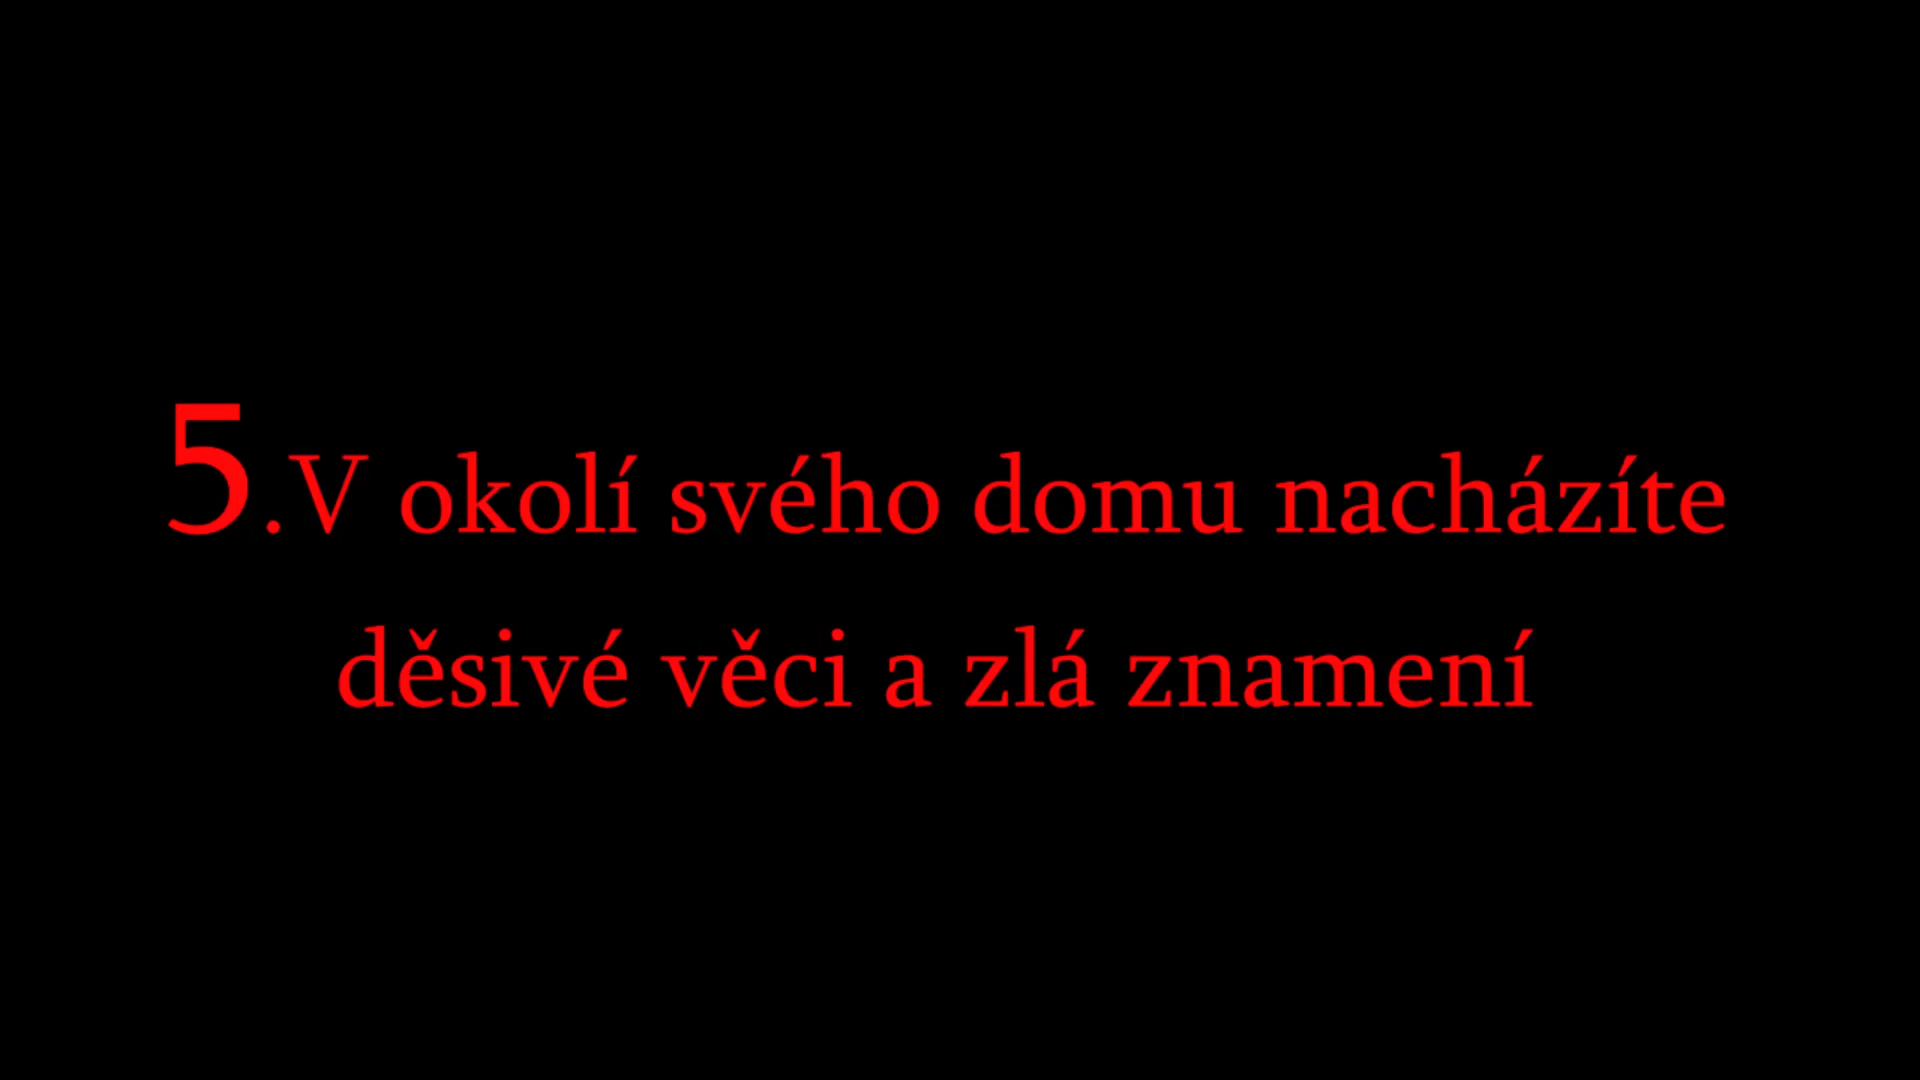 5.V okolí svého domu nacházíte
děsivé věci a zlá znamení